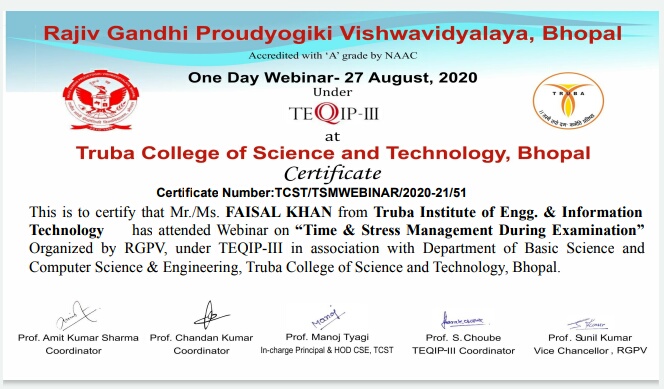 Rajiv Gandhi Proudyogiki Vishwavidyalaya, Bhopal
Accredited with ‘A’ grade by NAAC
One Day Webinar- 27 August, 2020
Under
TEQIP-III
TRUBA
at
Truba College of Science and Technology, Bhopal
Certificate
Certificate Number:TCST/TSMWEBINAR/2020-21/51
This is to certify that Mr./Ms. FAISAL KHAN from Truba Institute of Engg. & Information
Technology has attended Webinar on “Time & Stress Management During Examination”
Organized by RGPV, under TEQIP-III in association with Department of Basic Science and
Computer Science & Engineering, Truba College of Science and Technology, Bhopal.
Manoj
Prof. Amit Kumar Sharma
Coordinator
Prof. Chandan Kumar
Coordinator
Prof. Manoj Tyagi
In-charge Principal & HOD CSE, TCST
Prof. S.Choube
TEQIP-III Coordinator
Prof. Sunil Kumar
Vice Chancellor , RGPV